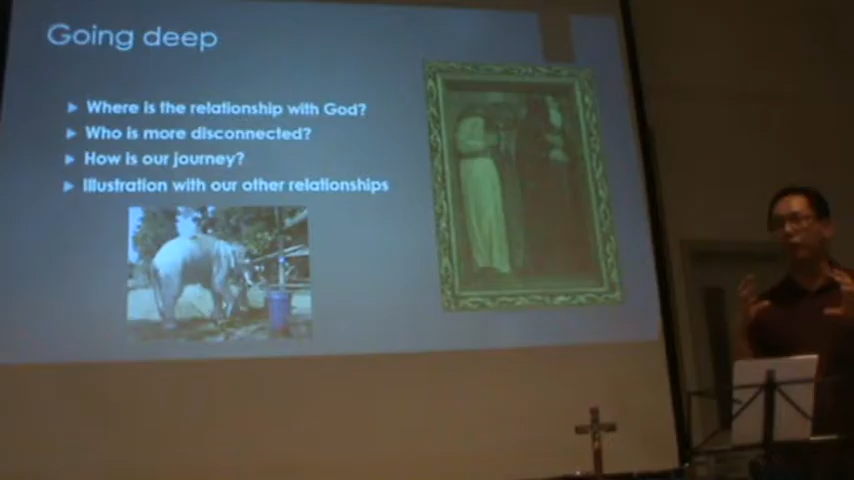 Going deep
Where is the relationship with God?
Who is more disconnected?
How is our journey?
Illustration with our other relationships